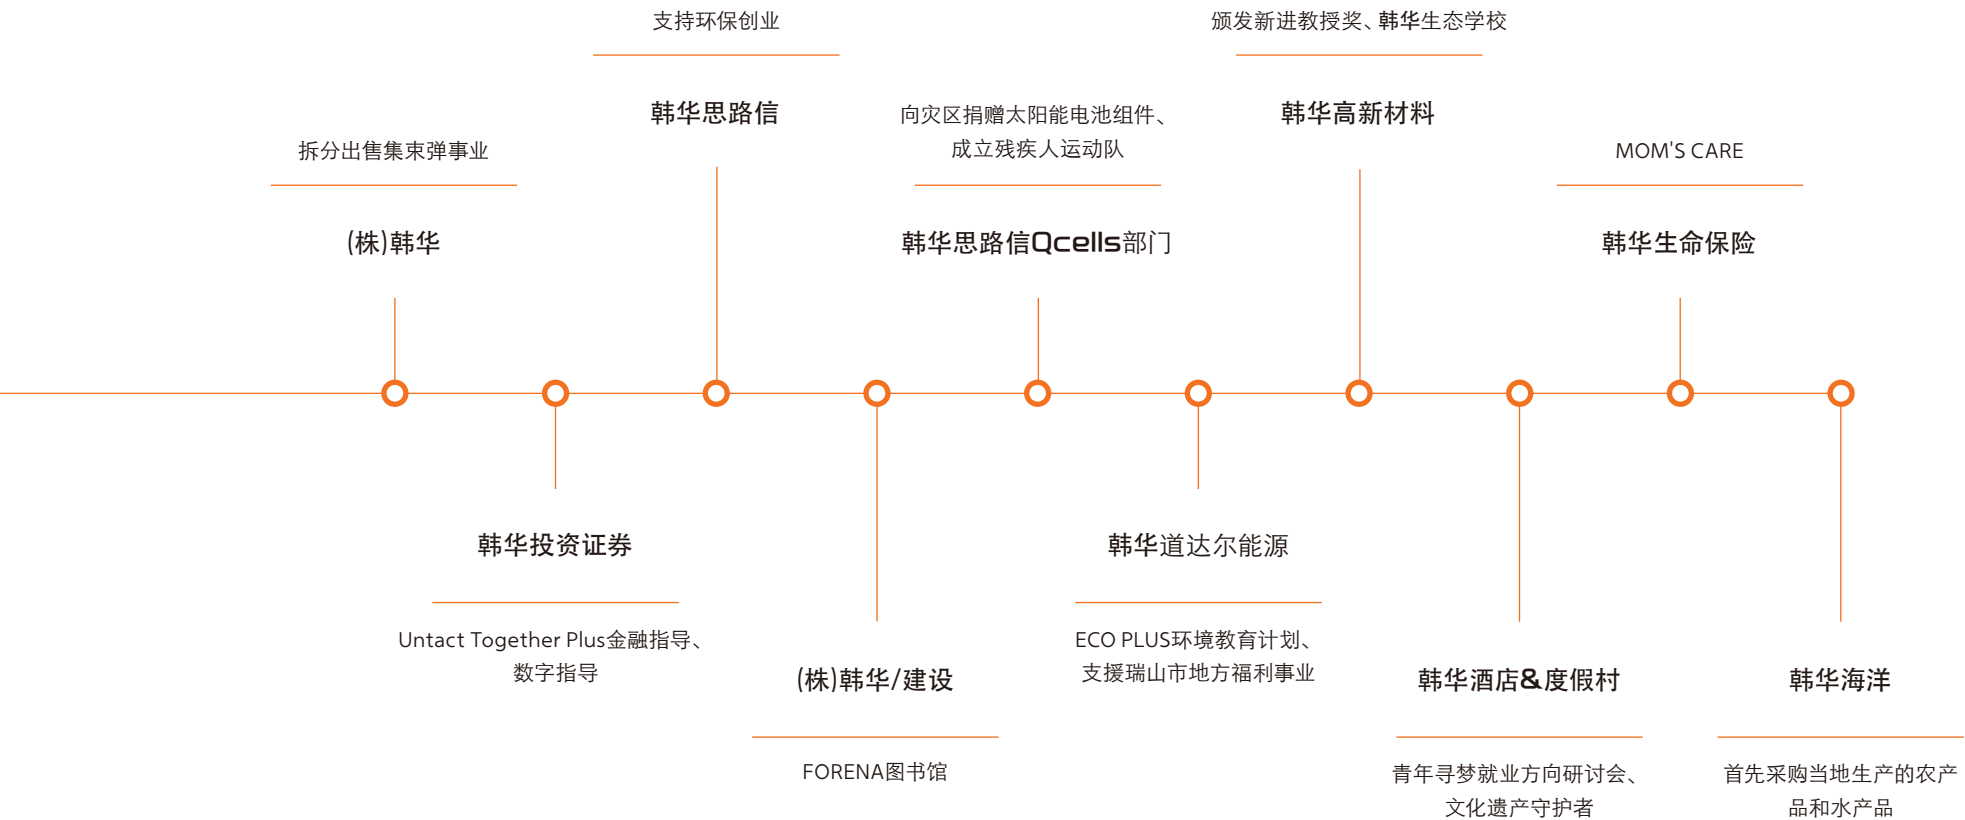 支持环保创业
韩华思路信
颁发新进教授奖、韩华生态学校
韩华高新材料
拆分出售集束弹事业
(株)韩华
向灾区捐赠太阳能电池组件、
成立残疾人运动队
韩华思路信Qcells部门
MOM'S CARE
韩华生命保险
韩华投资证券
Untact Together Plus金融指导、
数字指导
(株)韩华/建设
FORENA图书馆
韩华道达尔能源
ECO PLUS环境教育计划、
支援瑞山市地方福利事业
韩华酒店&度假村
青年寻梦就业方向研讨会、
文化遗产守护者
韩华海洋
首先采购当地生产的农产
品和水产品